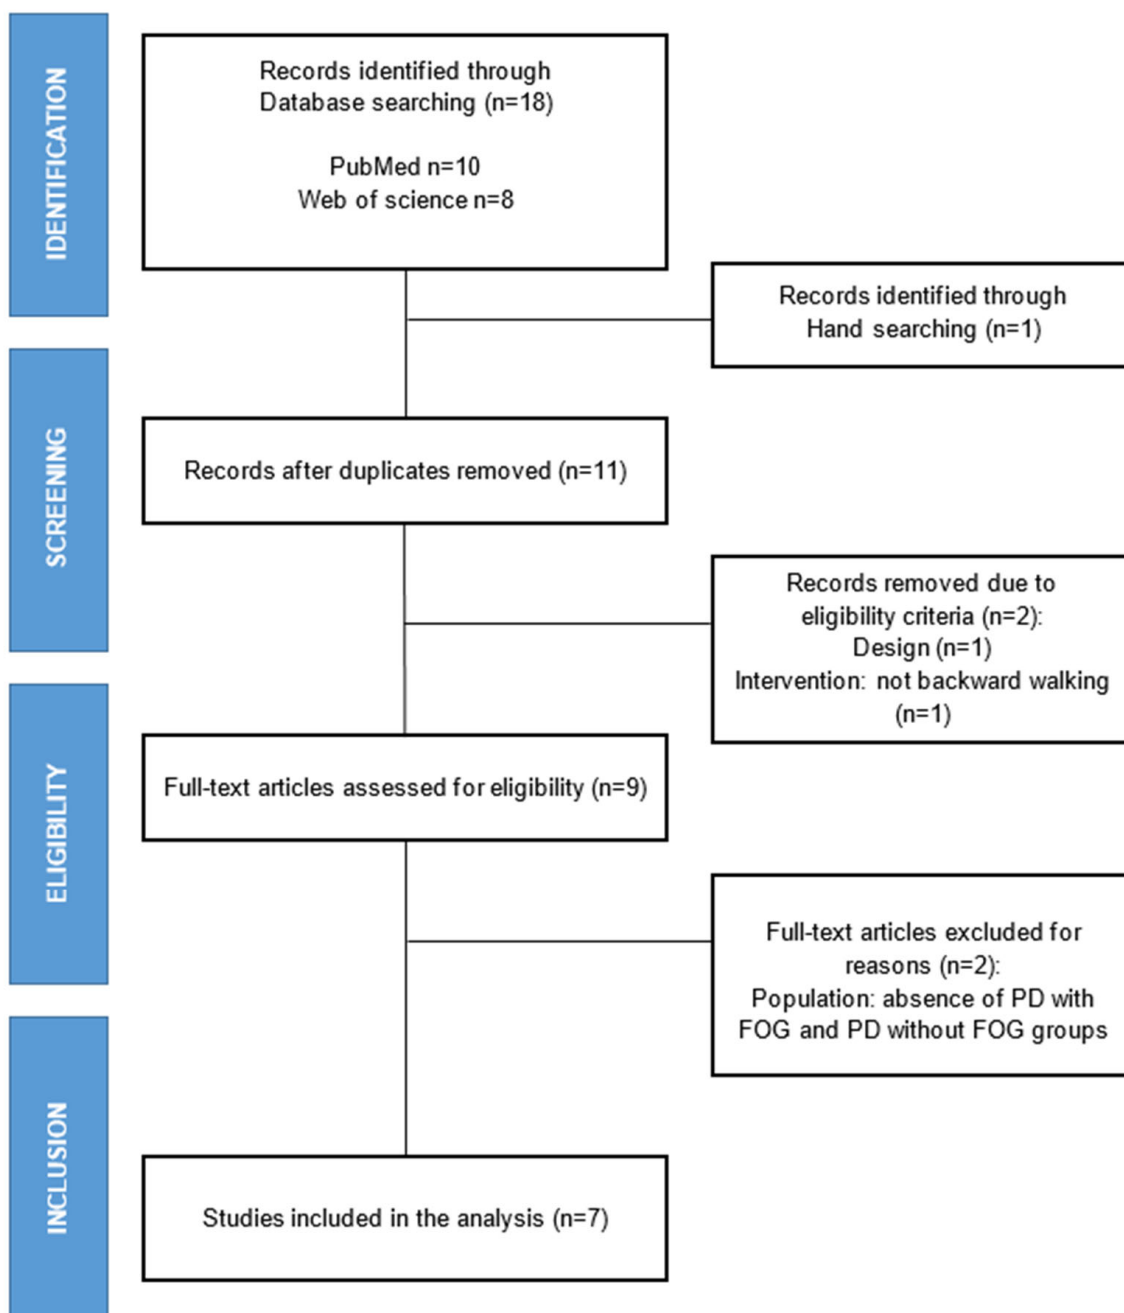 IDENTIFICATION
Records identified through
Database searching (n=18)
PubMed n=10
Web of science n=8
Records identified through
Hand searching (n=1)
SCREENING
Records after duplicates removed (n=11)
Records removed due to
eligibility criteria (n=2):
Design (n=1)
Intervention: not backward walking
(n=1)
ELIGIBILITY
Full-text articles assessed for eligibility (n=9)
Full-text articles excluded for
reasons (n=2):
Population: absence of PD with
FOG and PD without FOG groups
INCLUSION
Studies included in the analysis (n=7)